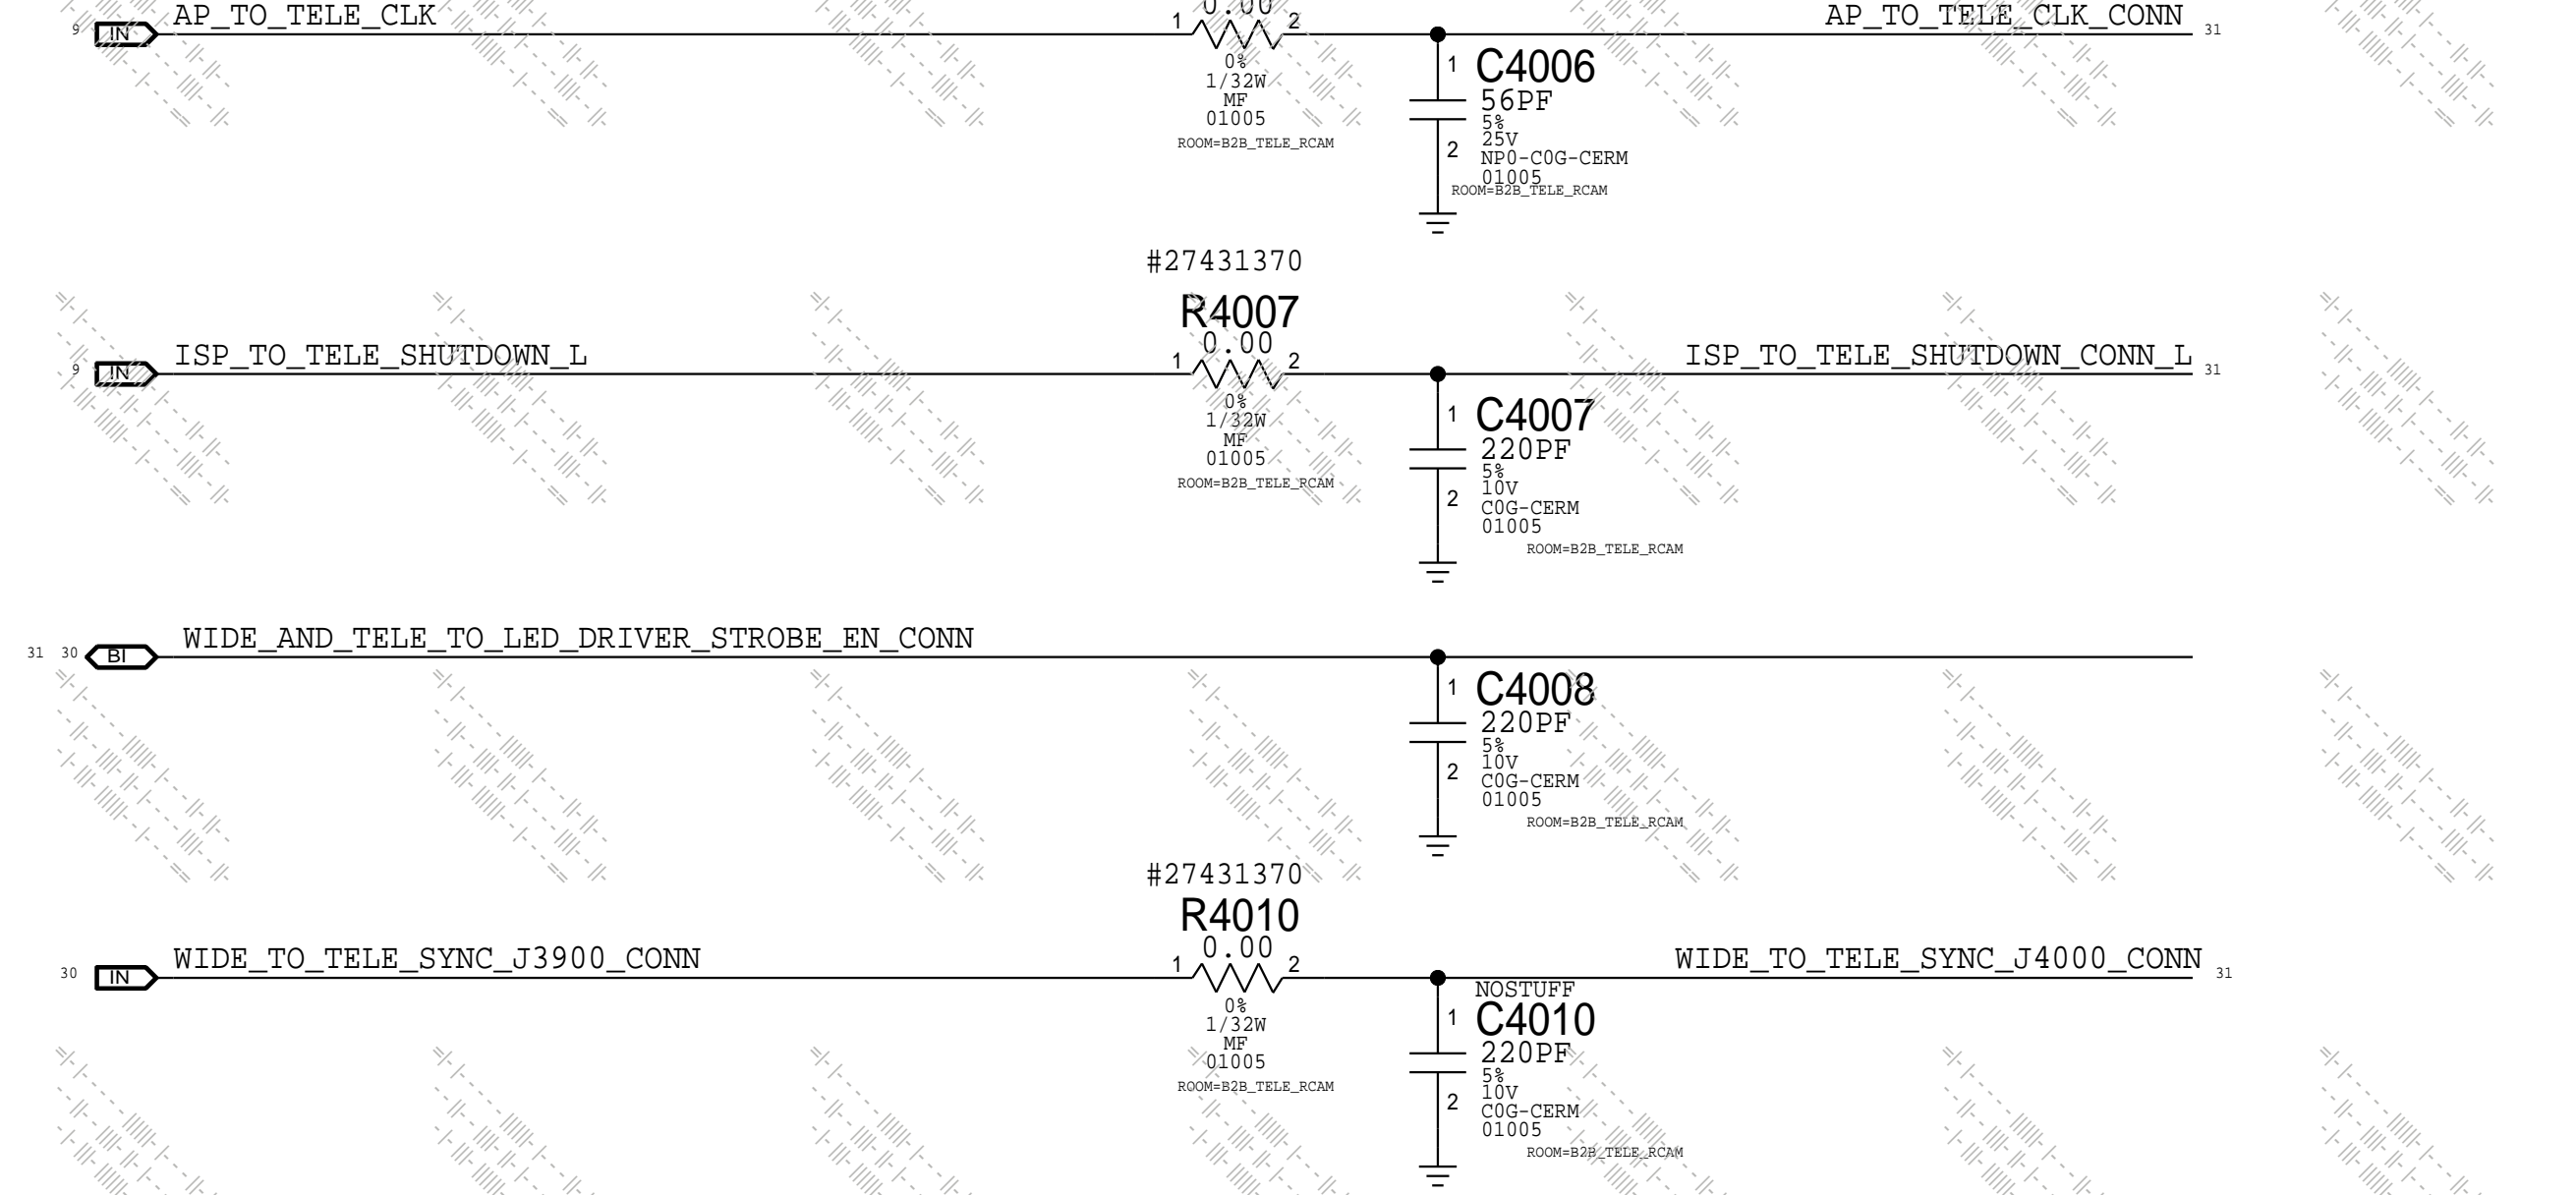 0.00
AP_TO_TELE_CLK
AP_TO_TELE_CLK_CONN
9 IN
1 2
31
0%
1/32W
MF
01005
ROOM=B2B_TELE_RCAM
1 C4006
56PF
5%
25V
2 NP0-C0G-CERM
01005
ROOM=B2B_TELE_RCAM
#27431370
R4007
0.00
ISP_TO_TELE_SHUTDOWN_L
ISP_TO_TELE_SHUTDOWN_CONN_L
9 IN
1 2
31
0%
1/32W
MF
01005
ROOM=B2B_TELE_RCAM
1 C4007
220PF
5%
10V
2 C0G-CERM
01005
ROOM=B2B_TELE_RCAM
WIDE_AND_TELE_TO_LED_DRIVER_STROBE_EN_CONN
31 30 BI
1 C4008
220PF
5%
10V
2 C0G-CERM
01005
ROOM=B2B_TELE_RCAM
#27431370
R4010
0.00
WIDE_TO_TELE_SYNC_J3900_CONN
WIDE_TO_TELE_SYNC_J4000_CONN
30 IN
1 2
31
0%
1/32W
MF
01005
ROOM=B2B_TELE_RCAM
NOSTUFF
1 C4010
220PF
5%
10V
2 C0G-CERM
01005
ROOM=B2B_TELE_RCAM